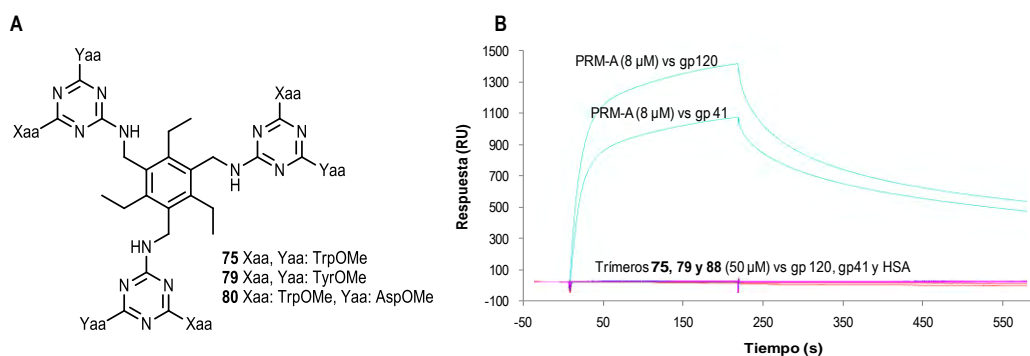 A
Yaa
N
N
Xaa
N
NH
Xaa
N
N
N
H
N
Yaa
NH
N
N
Yaa
N
Xaa
75 Xaa, Yaa: TrpOMe
79 Xaa, Yaa: TyrOMe
80 Xaa: TrpOMe, Yaa: AspOMe
B
1500
1300
1100
900
700
500
300
100
-100
Respuesta (RU)
PRM-A (8 µM) vs gp120
PRM-A (8 µM) vs gp 41
Trímeros 75, 79 y 88 (50 µM) vs gp 120, gp41 y HSA
-50
50
150
250
350
450
550
Tiempo (s)